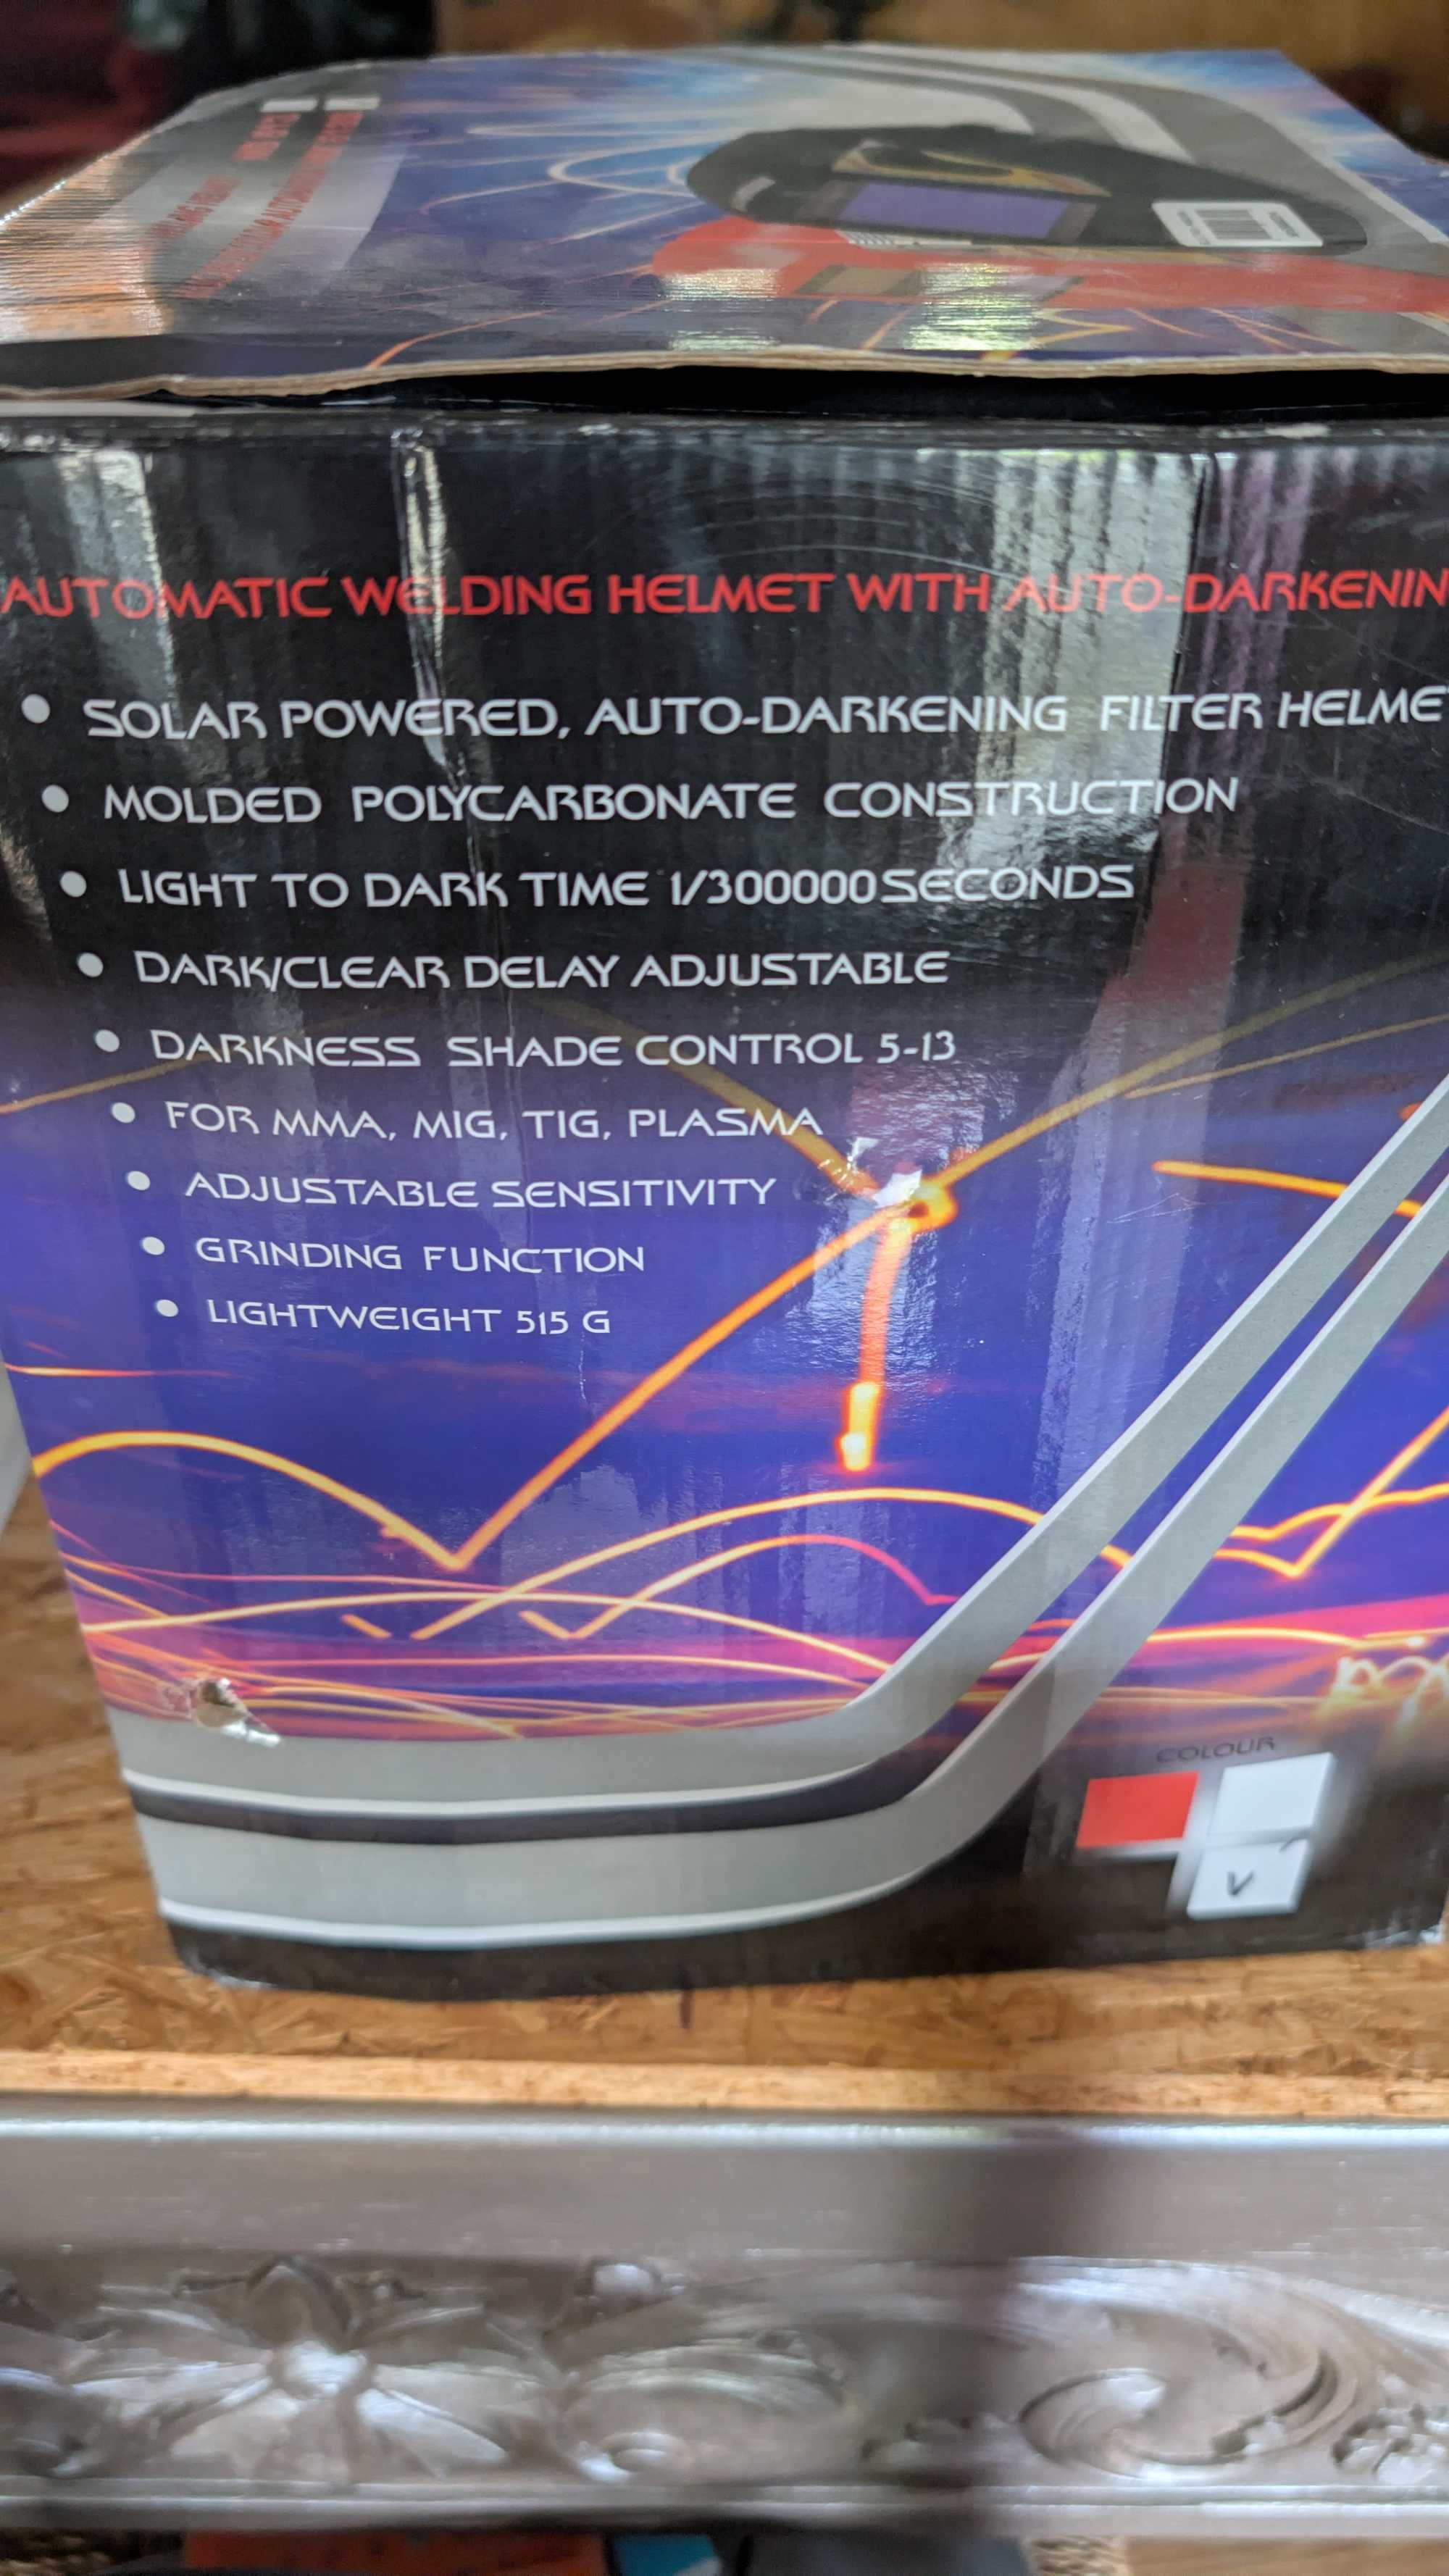 AUTOMATIC WELDING HELMET WITH AUTO-DARKENIN
SOLAR POWERED, AUTO-DARKENING FILTER HELME
MOLDED POLYCARBONATE CONSTRUCTION
LIGHT TO DARK TIME 1/300000SECONDS
DARK/CLEAR DELAY ADJUSTABLE
DARKNESS SHADE CONTROL 5-13
FOR MMA, MIG, TIG, PLASMA
ADJUSTABLE SENSITIVITY
GRINDING FUNCTION
LIGHTWEIGHT 515 G
COLOUR
V